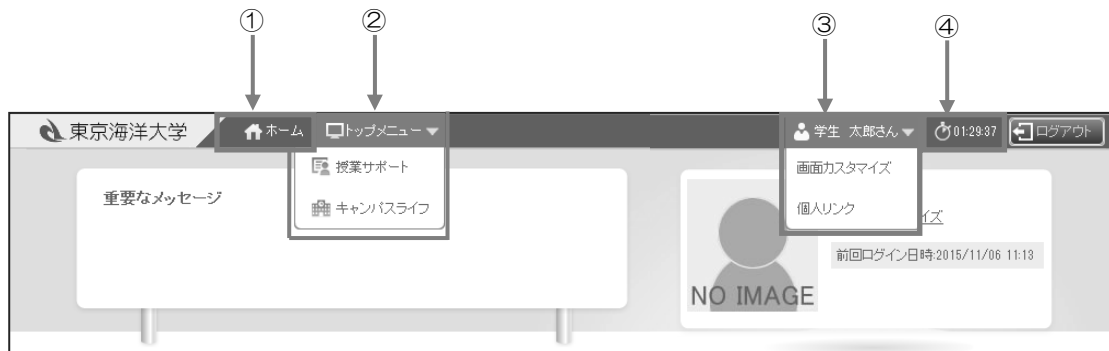 ① ② ③ ④
東京海洋大学 ホーム トップメニュー▼ 学生 太郎さん▼ 01:29:37 ログアウト
授業サポート
キャンパスライフ
画面カスタマイズ
個人リンク
重要なメッセージ
イズ
前回ログイン日時:2015/11/06 11:13
NO IMAGE